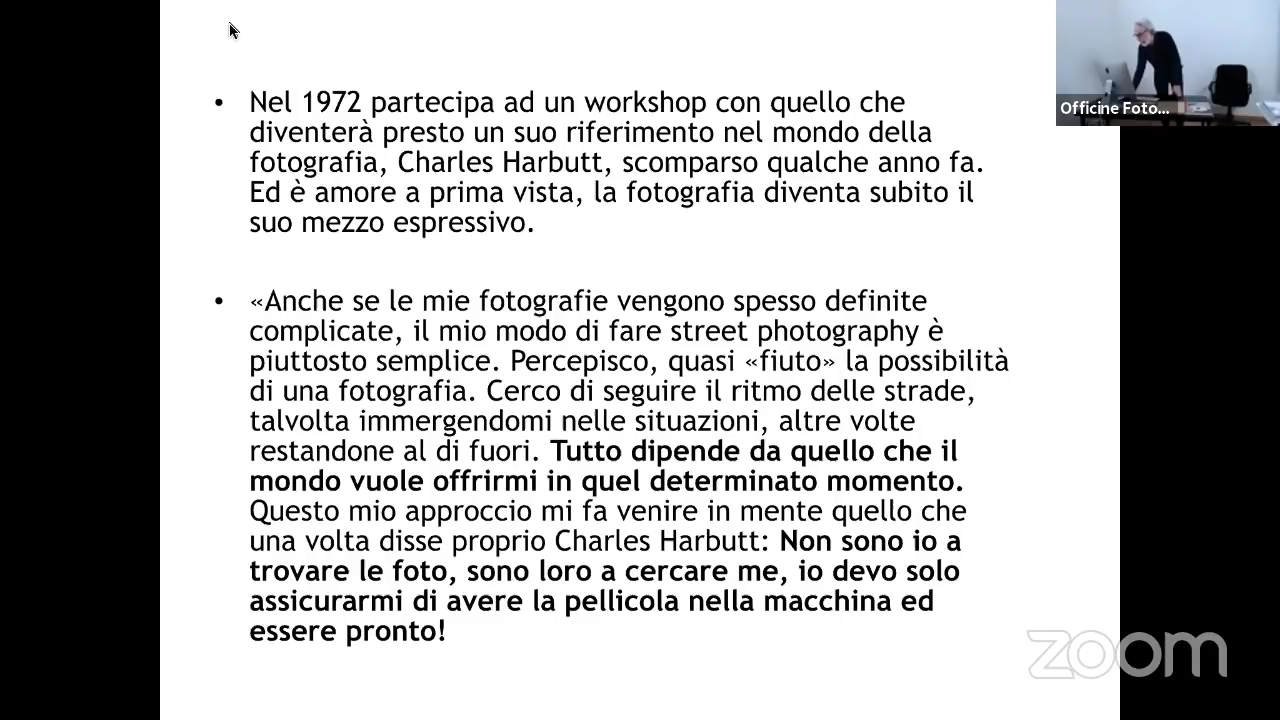 • Nel 1972 partecipa ad un workshop con quello che
diventerà presto un suo riferimento nel mondo della
fotografia, Charles Harbutt, scomparso qualche anno fa.
Ed è amore a prima vista, la fotografia diventa subito il
suo mezzo espressivo.
• «Anche se le mie fotografie vengono spesso definite
complicate, il mio modo di fare street photography è
piuttosto semplice. Percepisco, quasi «fiuto» la possibilità
di una fotografia. Cerco di seguire il ritmo delle strade,
talvolta immergendomi nelle situazioni, altre volte
restandone al di fuori. Tutto dipende da quello che il
mondo vuole offrirmi in quel determinato momento.
Questo mio approccio mi fa venire in mente quello che
una volta disse proprio Charles Harbutt: Non sono io a
trovare le foto, sono loro a cercare me, io devo solo
assicurarmi di avere la pellicola nella macchina ed
essere pronto!
Officine Foto...
zoom